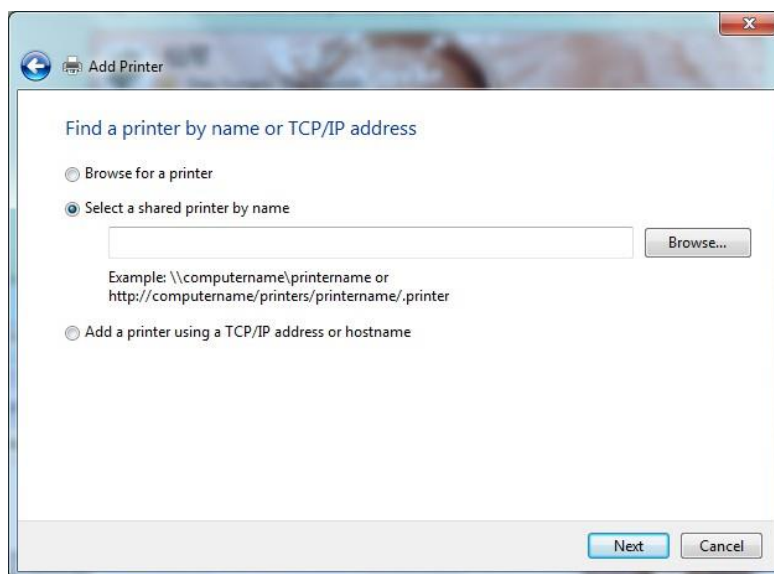 Add Printer
Find a printer by name or TCP/IP address
Browse for a printer
Select a shared printer by name
Browse...
Example: \\computername\printername or
http://computername/printers/printername/.printer
Add a printer using a TCP/IP address or hostname
Next
Cancel